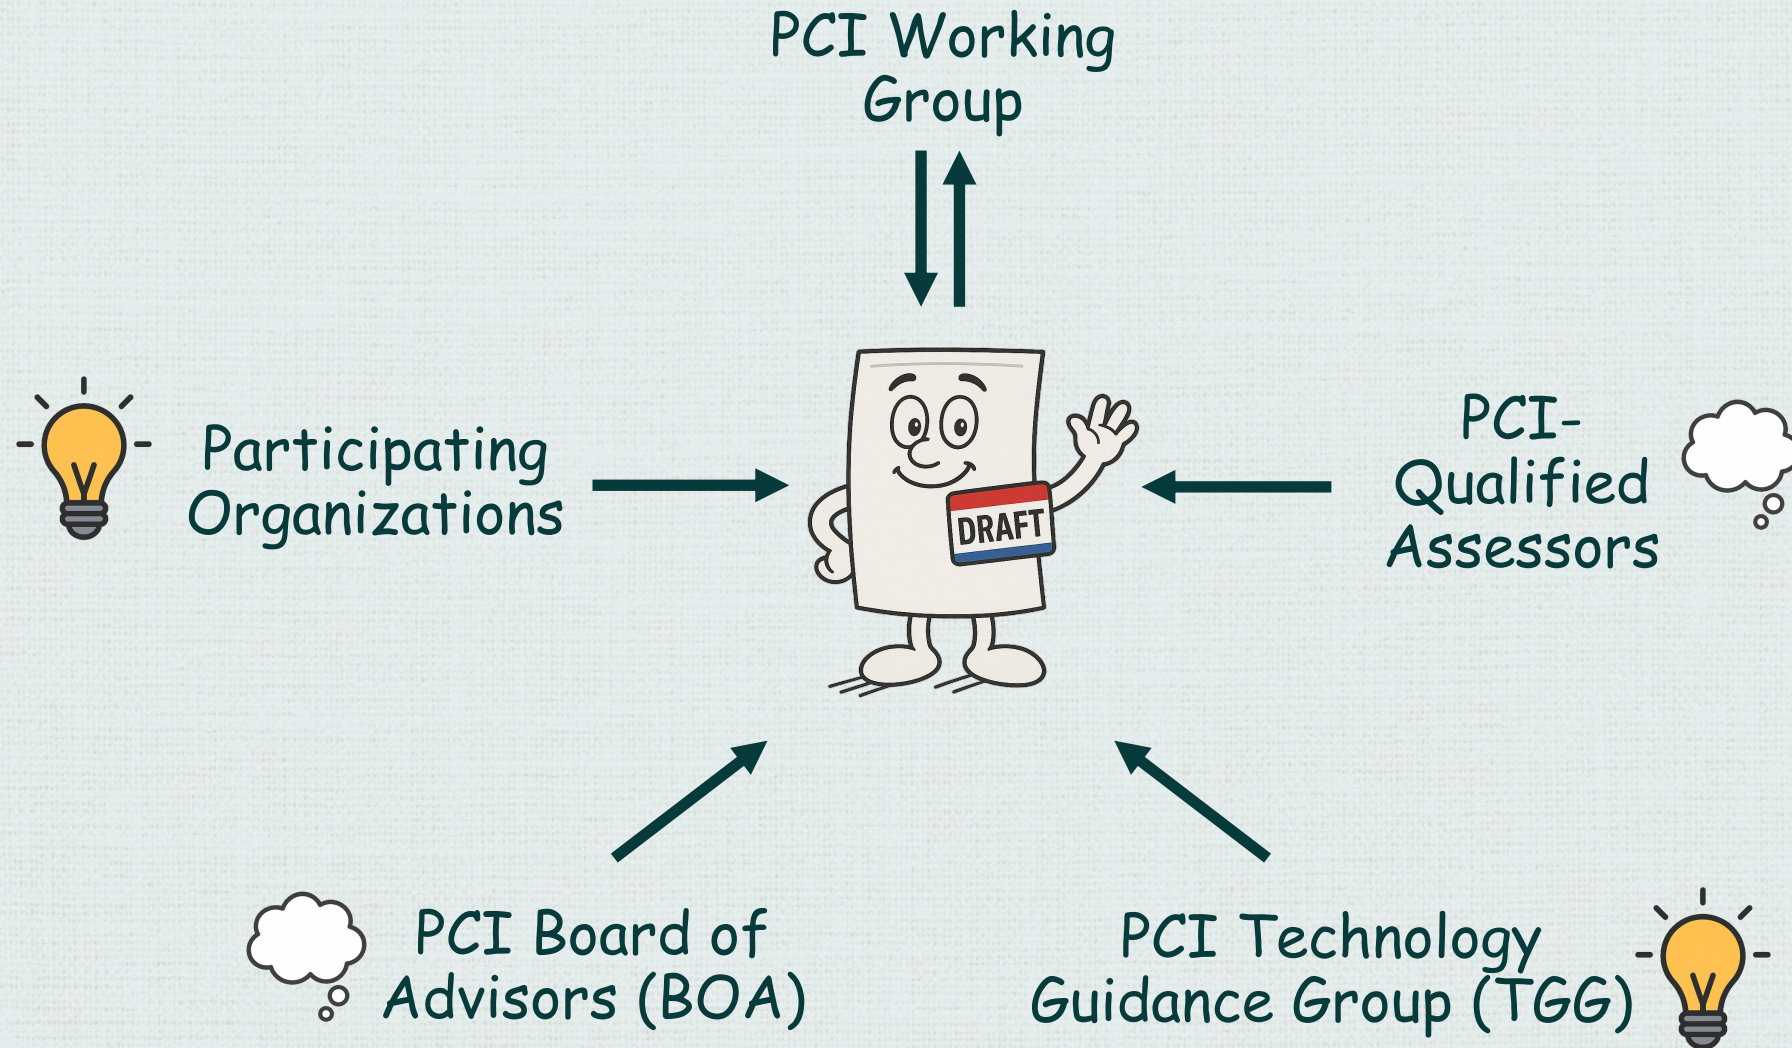 PCI Working
Group
Participating
Organizations
PCI-
Qualified
Assessors
DRAFT
PCI Board of
Advisors (BOA)
PCI Technology
Guidance Group (TGG)